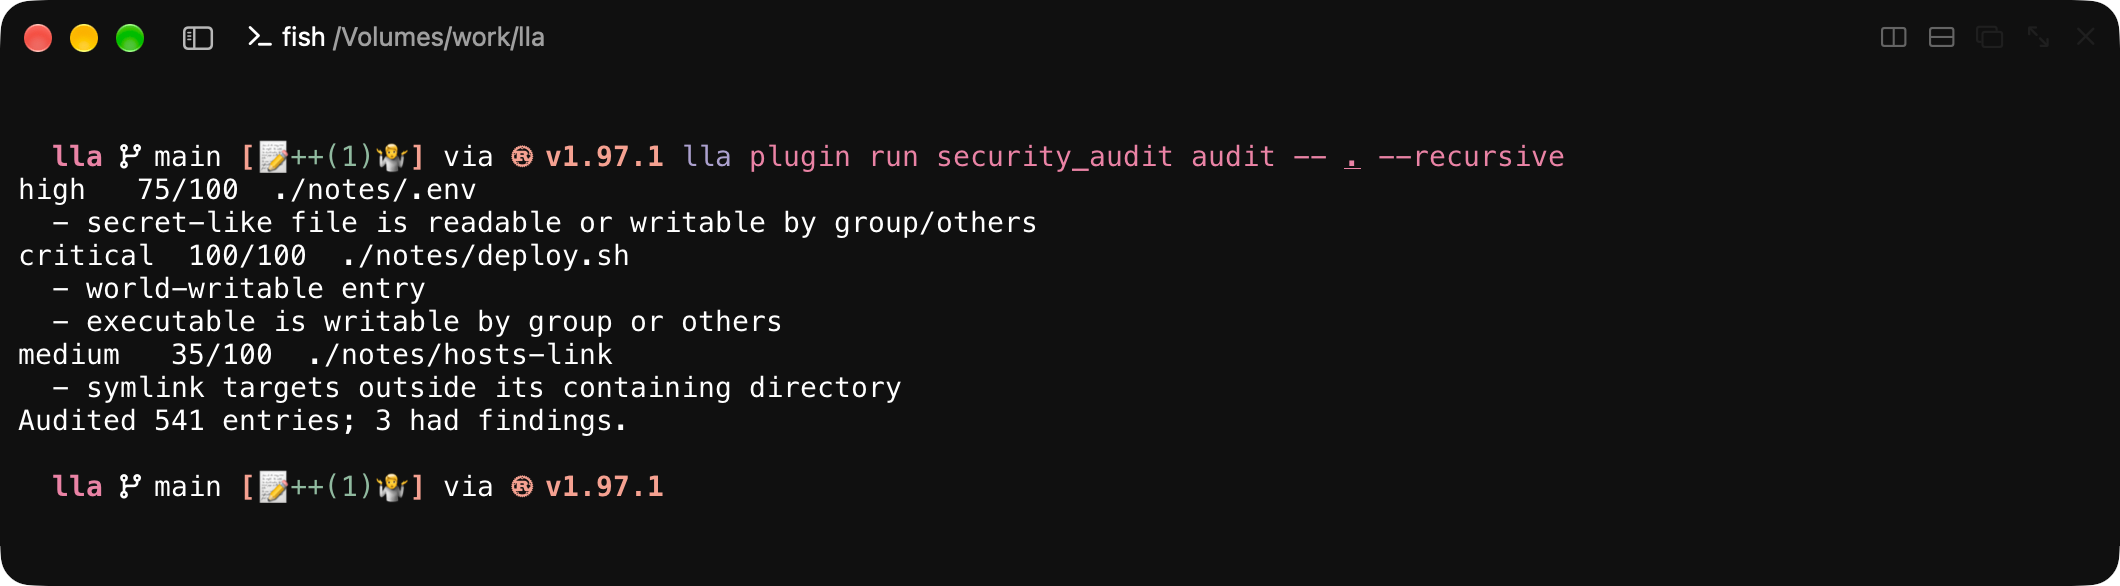 fish /Volumes/work/lla
lla main [📝++(1)🤷] via v1.97.1 lla plugin run security_audit audit -- . --recursive
high   75/100  ./notes/.env
  - secret-like file is readable or writable by group/others
critical  100/100  ./notes/deploy.sh
  - world-writable entry
  - executable is writable by group or others
medium   35/100  ./notes/hosts-link
  - symlink targets outside its containing directory
Audited 541 entries; 3 had findings.
lla main [📝++(1)🤷] via v1.97.1